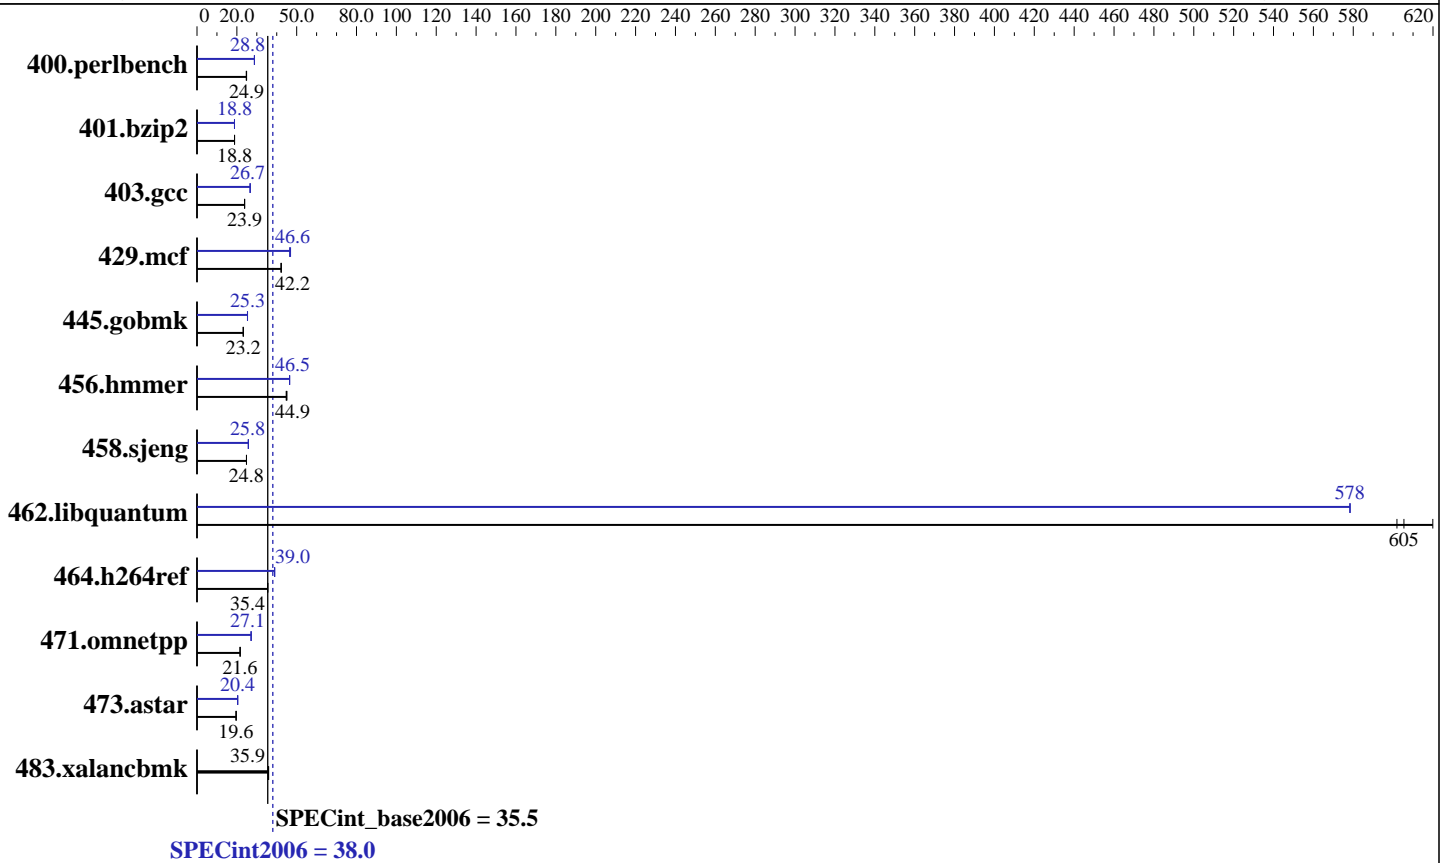 0 20.0 50.0 80.0 100 120 140 160 180 200 220 240 260 280 300 320 340 360 380 400 420 440 460 480 500 520 540 560 580 620
28.8
400.perlbench
24.9
18.8
401.bzip2
18.8
26.7
403.gcc
23.9
46.6
429.mcf
42.2
25.3
445.gobmk
23.2
46.5
456.hmmer
44.9
25.8
458.sjeng
24.8
578
462.libquantum
605
39.0
464.h264ref
35.4
27.1
471.omnetpp
21.6
20.4
473.astar
19.6
35.9
483.xalancbmk
SPECint_base2006 = 35.5
SPECint2006 = 38.0